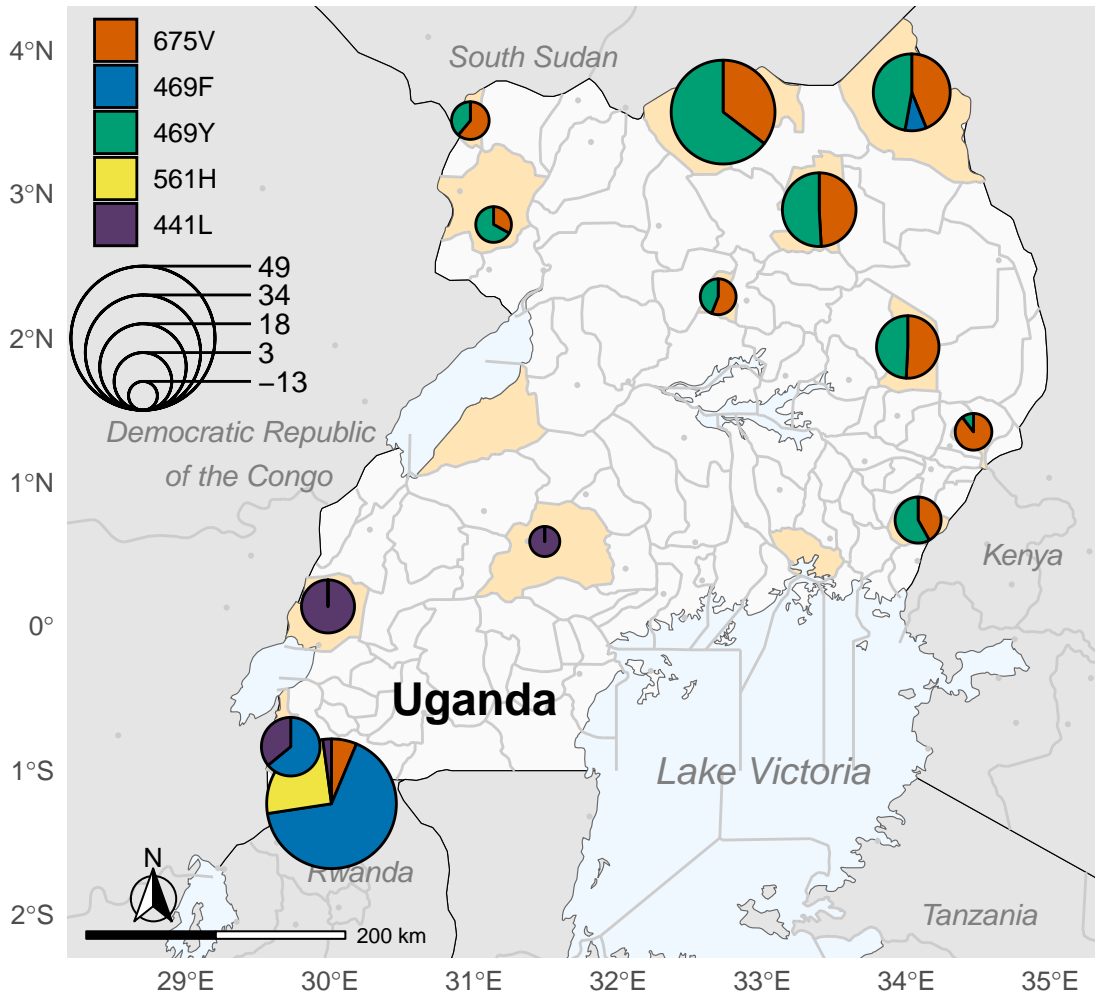 675V
469F
469Y
561H
441L
49
34
18
3
−13
4°N
3°N
2°N
1°N
0°
1°S
2°S
South Sudan
Democratic Republic
of the Congo
Kenya
Uganda
Lake Victoria
Rwanda
Tanzania
N
200 km
29°E
30°E
31°E
32°E
33°E
34°E
35°E